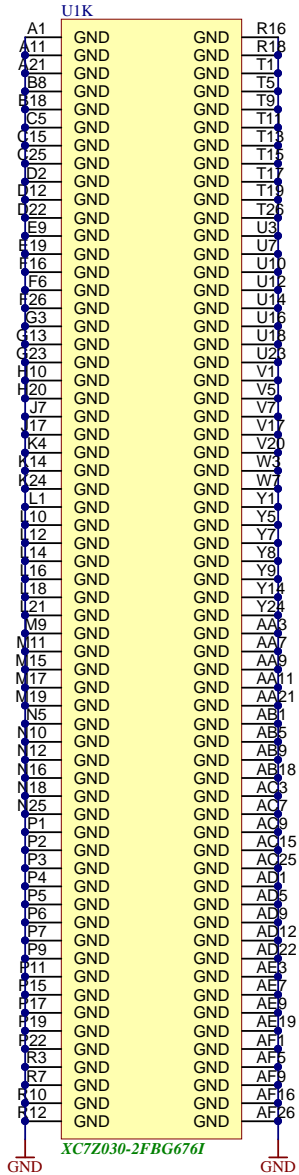 U1K
A1 GND GND R16
A11 GND GND R18
A21 GND GND T1
B8 GND GND T5
B18 GND GND T9
C5 GND GND T11
C15 GND GND T13
C25 GND GND T15
D2 GND GND T17
D12 GND GND T19
D22 GND GND T26
E9 GND GND U3
E19 GND GND U7
F16 GND GND U10
F6 GND GND U12
F26 GND GND U14
G3 GND GND U16
G13 GND GND U18
G23 GND GND U23
H10 GND GND V1
H20 GND GND V5
J7 GND GND V7
J17 GND GND V17
K4 GND GND V20
K14 GND GND W3
K24 GND GND W7
L1 GND GND Y1
L10 GND GND Y5
L12 GND GND Y7
L14 GND GND Y8
L16 GND GND Y9
L18 GND GND Y14
L21 GND GND Y24
M9 GND GND AA3
M11 GND GND AA7
M15 GND GND AA9
M17 GND GND AA11
M19 GND GND AA21
N5 GND GND AB1
N10 GND GND AB5
N12 GND GND AB9
N16 GND GND AB18
N18 GND GND AC3
N25 GND GND AC7
P1 GND GND AC9
P2 GND GND AC15
P3 GND GND AC25
P4 GND GND AD1
P5 GND GND AD5
P6 GND GND AD9
P7 GND GND AD12
P9 GND GND AD22
P11 GND GND AE3
P15 GND GND AE7
P17 GND GND AE9
P19 GND GND AE19
P22 GND GND AF1
R3 GND GND AF5
R7 GND GND AF9
R10 GND GND AF16
R12 GND GND AF26
XC7Z030-2FBG676I
GND GND